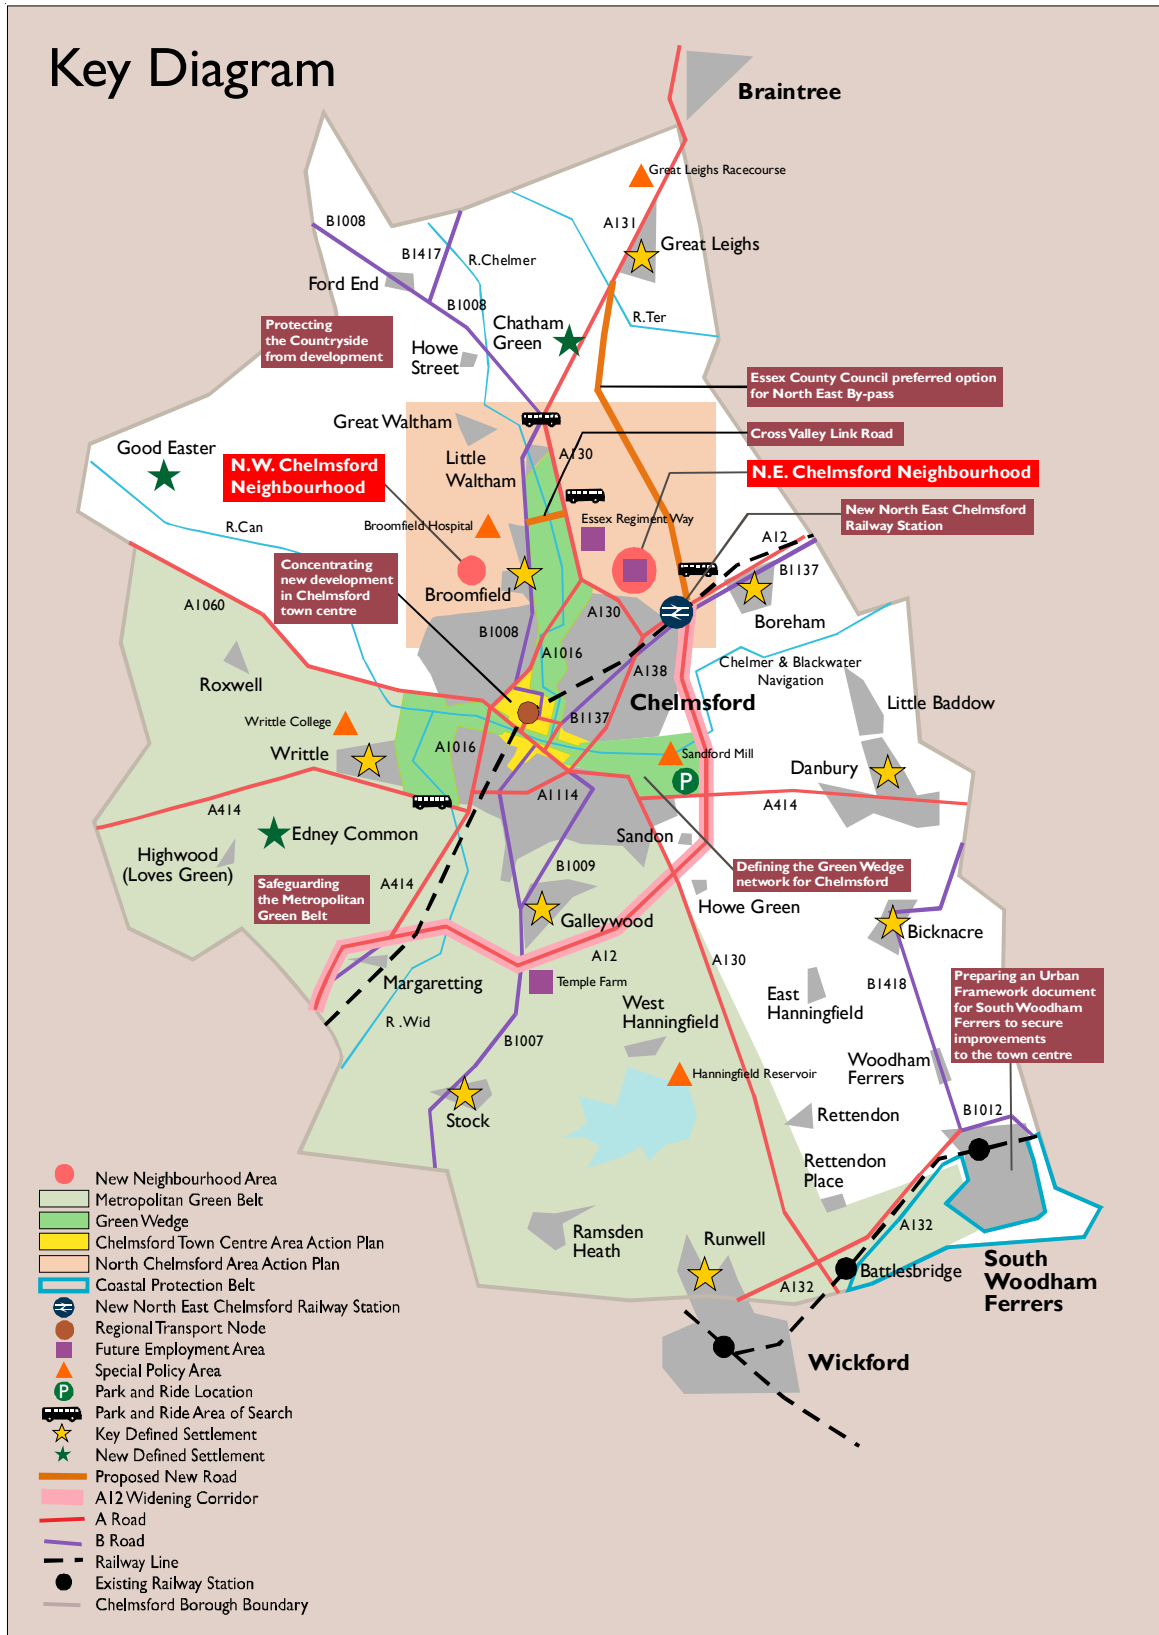 Key Diagram
Braintree
Great Leighs Racecourse
B1008
A131
B1417
Great Leighs
R.Chelmer
Ford End
B1008
Chatham
Green
R.Ter
Protecting
the Countryside
from development
Howe
Street
Essex County Council preferred option
for North East By-pass
Great Waltham
Cross Valley Link Road
Good Easter
A130
Little
Waltham
N.W. Chelmsford
Neighbourhood
N.E. Chelmsford Neighbourhood
New North East Chelmsford
Railway Station
R.Can
Broomfield Hospital
Essex Regiment Way
A12
Concentrating
new development
in Chelmsford
town centre
B1137
Broomfield
A1060
A130
Boreham
B1008
A1016
Chelmer & Blackwater
Navigation
A138
Roxwell
Chelmsford
Little Baddow
Writtle College
B1137
A1016
Writtle
Sandford Mill
Danbury
P
A414
A1114
A414
Edney Common
Sandon
Highwood
(Loves Green)
B1009
Defining the Green Wedge
network for Chelmsford
Safeguarding
the Metropolitan
Green Belt
A414
Howe Green
Galleywood
Bicknacre
A12
A130
Margaretting
Temple Farm
B1418
Preparing an Urban
Framework document
for South Woodham
Ferrers to secure
improvements
to the town centre
West
Hanningfield
East
Hanningfield
R .Wid
B1007
Woodham
Ferrers
Hanningfield Reservoir
Stock
Rettendon
B1012
Rettendon
Place
New Neighbourhood Area
Metropolitan Green Belt
Green Wedge
Chelmsford Town Centre Area Action Plan
North Chelmsford Area Action Plan
Coastal Protection Belt
New North East Chelmsford Railway Station
Regional Transport Node
Future Employment Area
Special Policy Area
P
Park and Ride Location
Park and Ride Area of Search
Key Defined Settlement
New Defined Settlement
Proposed New Road
A12 Widening Corridor
A Road
B Road
Railway Line
Existing Railway Station
Chelmsford Borough Boundary
Ramsden
Heath
Runwell
A132
Battlesbridge
A132
South
Woodham
Ferrers
Wickford